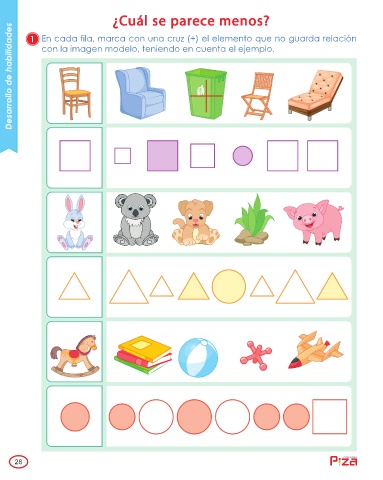 ¿Cuál se parece menos?
Desarrollo de habilidades
1 En cada fila, marca con una cruz (+) el elemento que no guarda relación
con la imagen modelo, teniendo en cuenta el ejemplo.
28